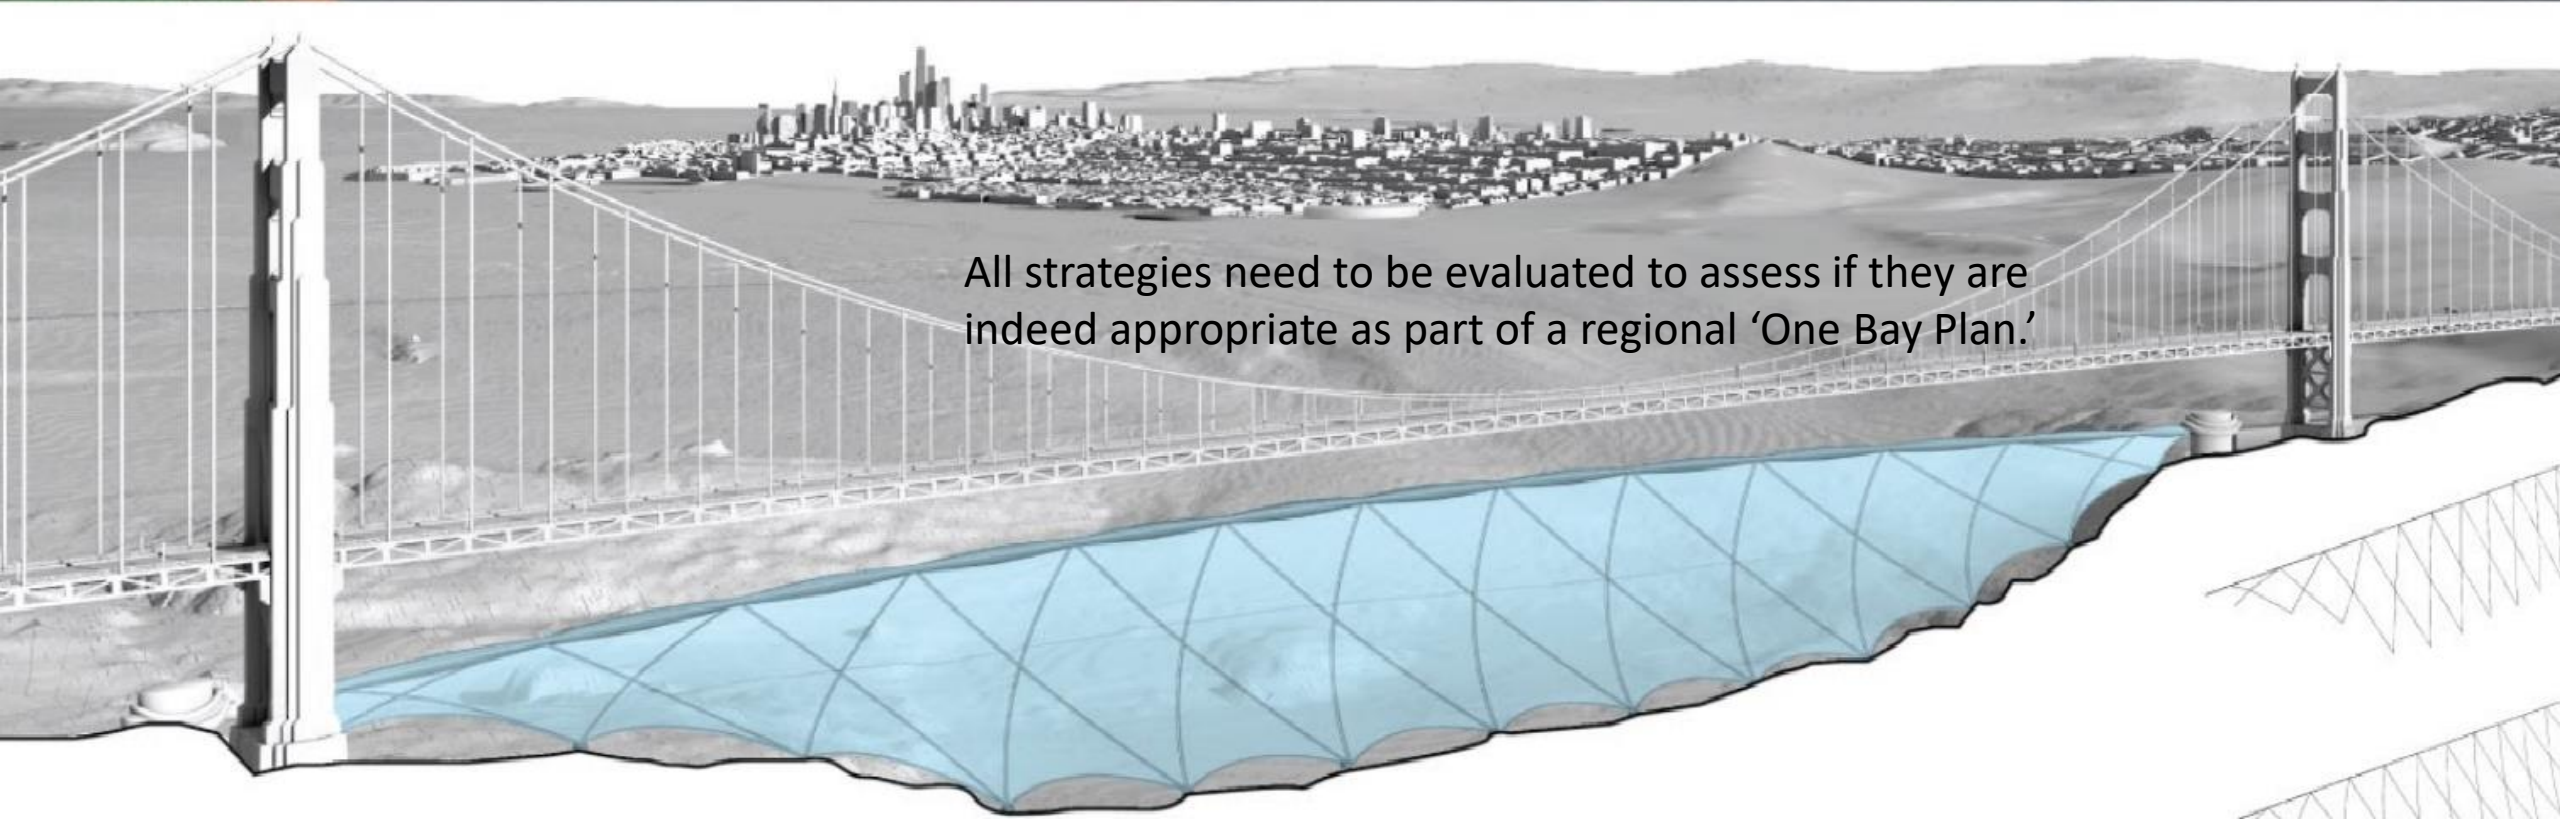 All strategies need to be evaluated to assess if they are
indeed appropriate as part of a regional ‘One Bay Plan.’